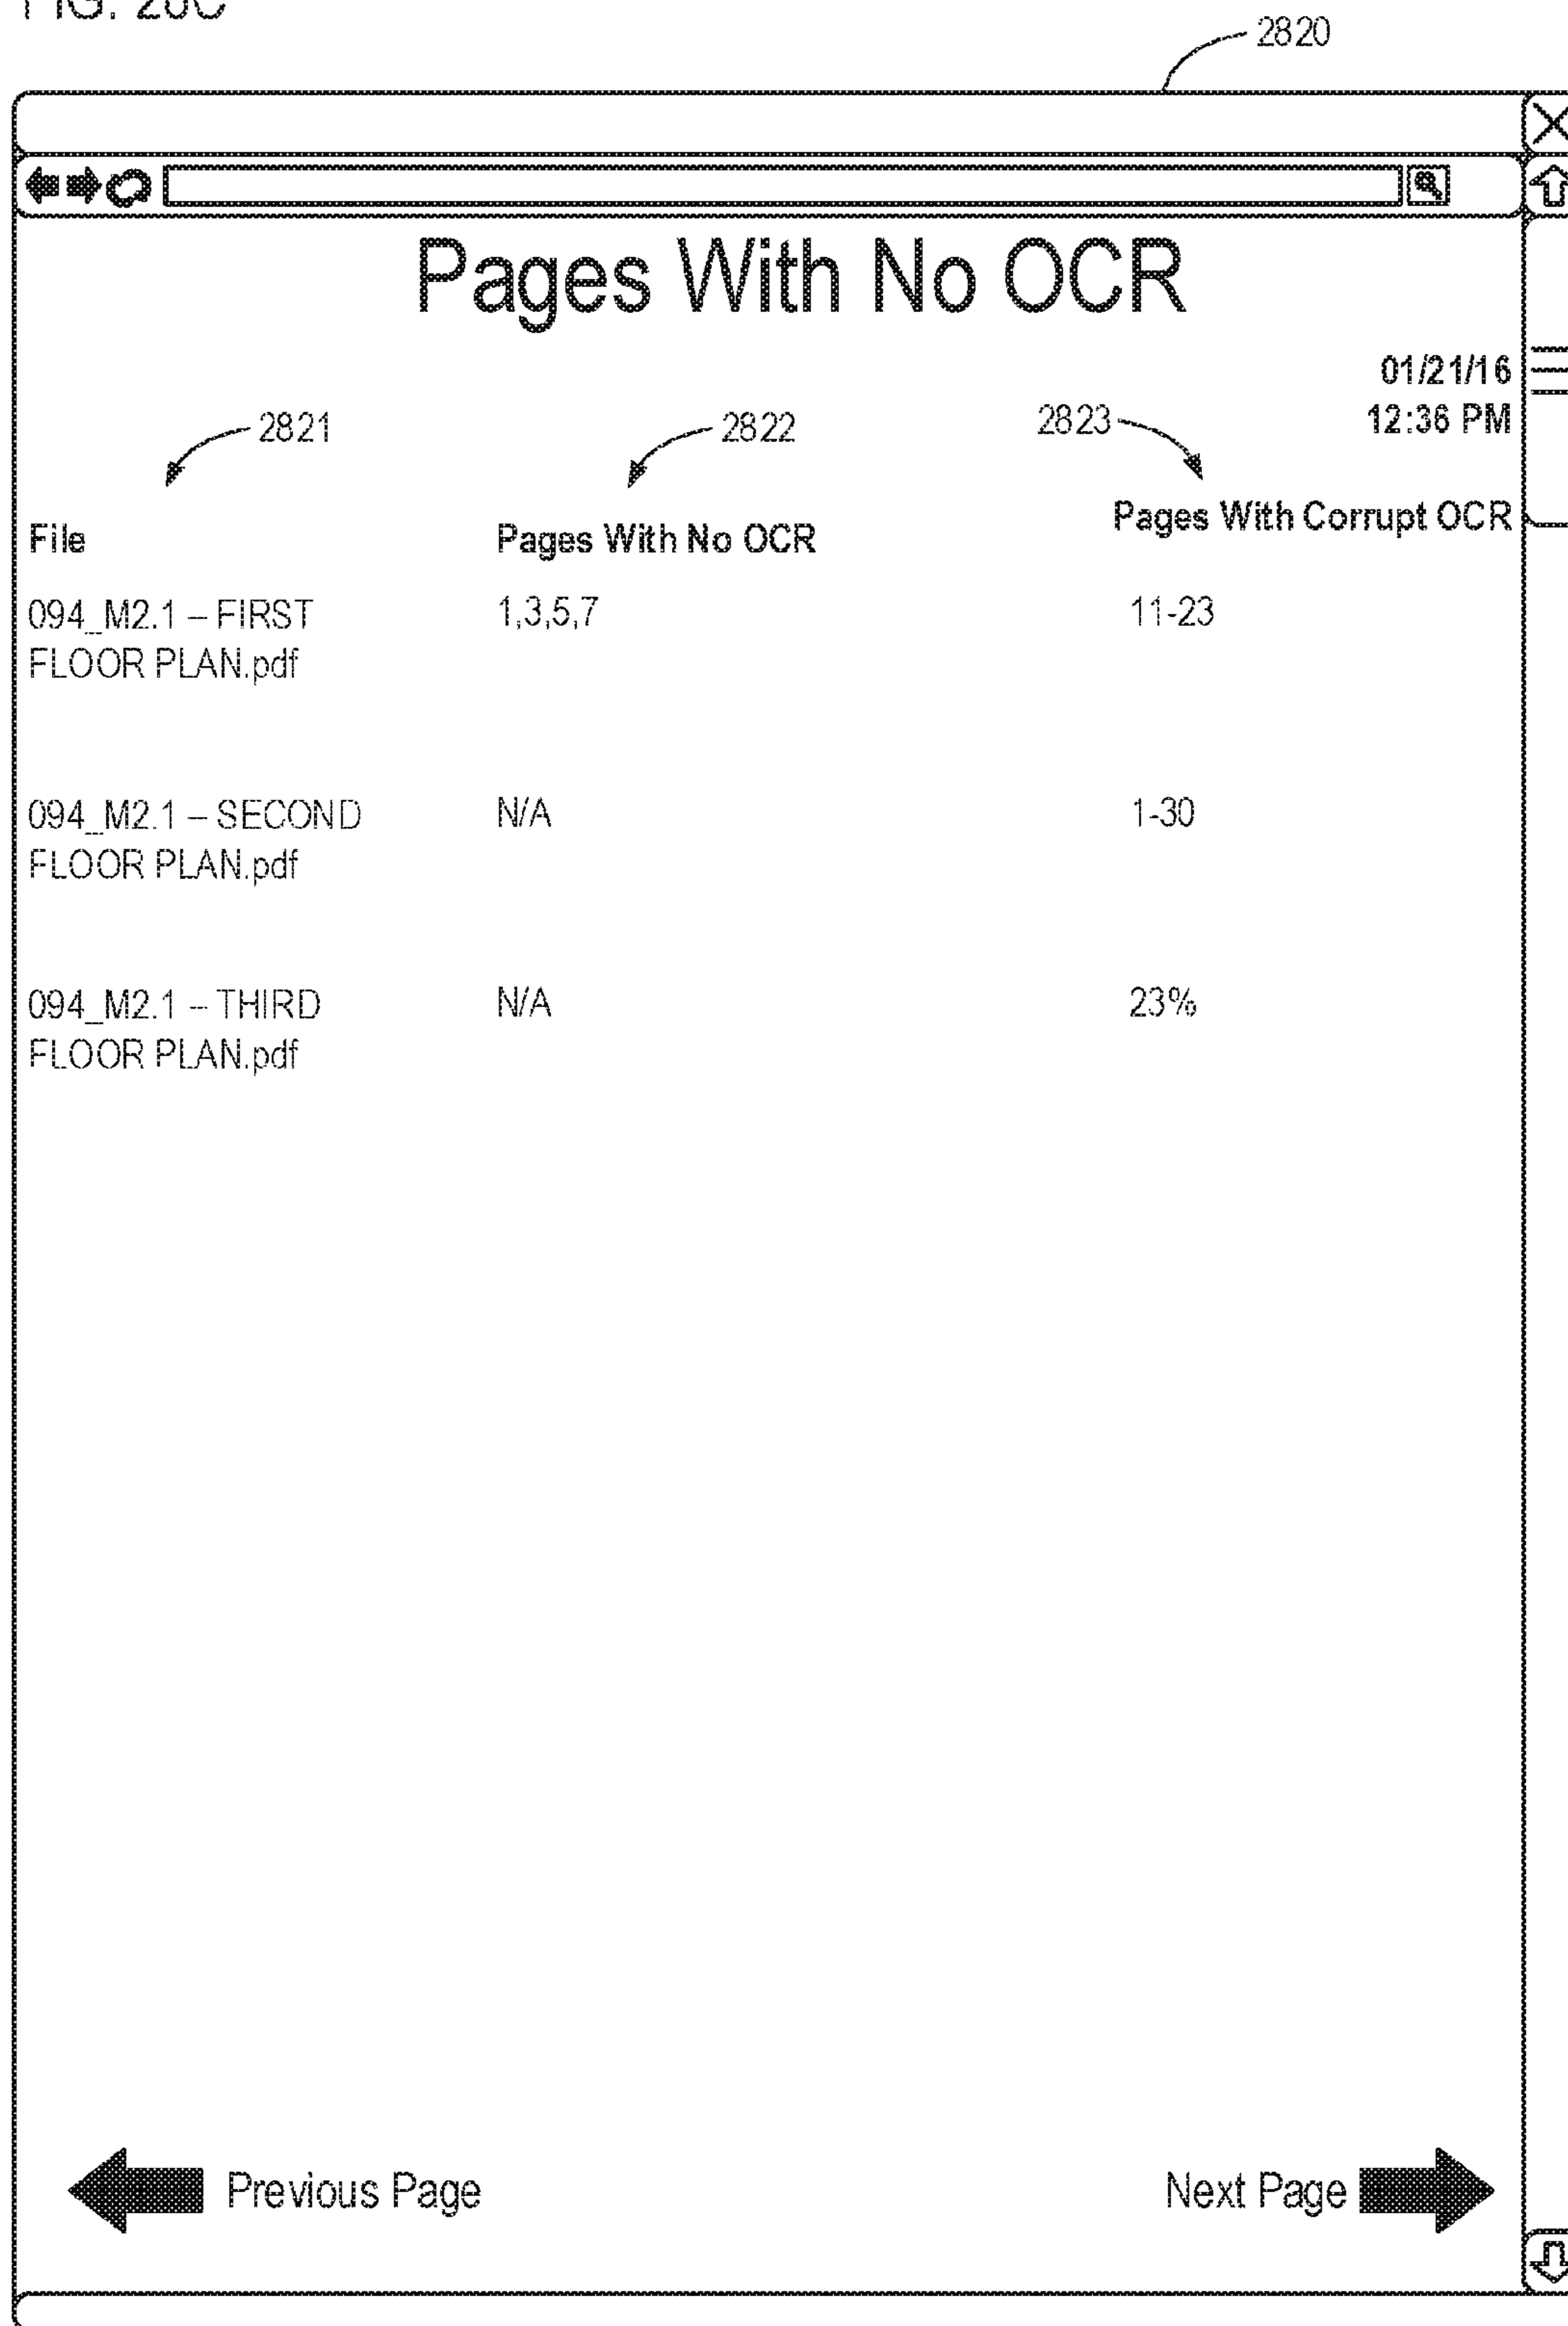 FIG. 28C
2820
Pages With No OCR
01/21/16
12:36 PM
2821
2822
2823
File
Pages With No OCR
Pages With Corrupt OCR
094_M2.1 – FIRST
FLOOR PLAN.pdf
1,3,5,7
11-23
094_M2.1 – SECOND
FLOOR PLAN.pdf
N/A
1-30
094_M2.1 – THIRD
FLOOR PLAN.pdf
N/A
23%
Previous Page
Next Page